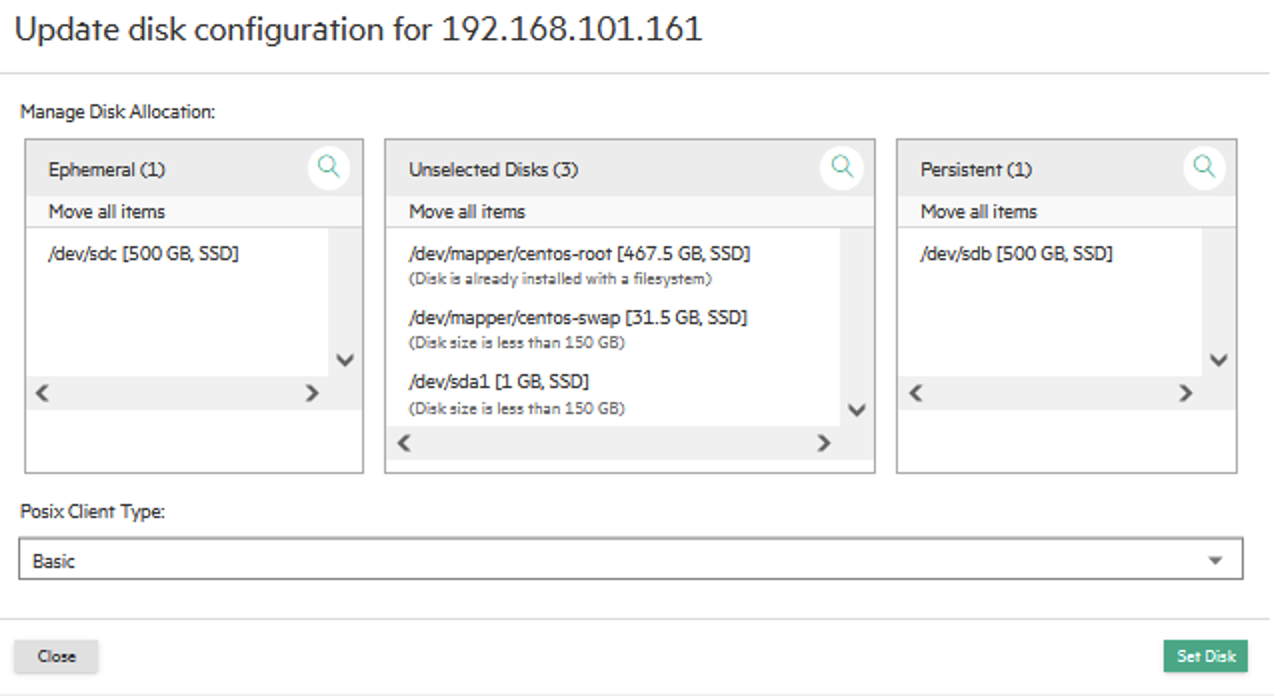 Update disk configuration for 192.168.101.161
Manage Disk Allocation:
Ephemeral (1)
Move all items
/dev/sdc [500 GB, SSD]
Unselected Disks (3)
Move all items
/dev/mapper/centos-root [467.5 GB, SSD]
(Disk is already installed with a filesystem)
/dev/mapper/centos-swap [31.5 GB, SSD]
(Disk size is less than 150 GB)
/dev/sda1 [1 GB, SSD]
(Disk size is less than 150 GB)
Persistent (1)
Move all items
/dev/sdb [500 GB, SSD]
Posix Client Type:
Basic
Close
Set Disk